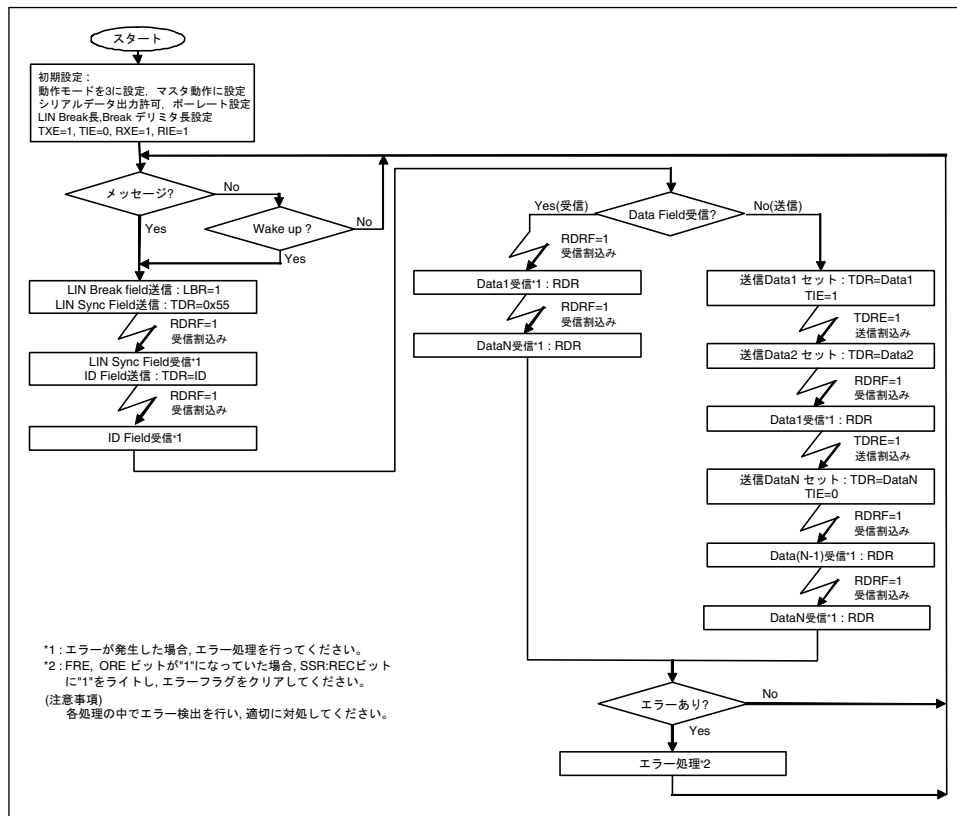 スタート
初期設定：
動作モードを3に設定，マスタ動作に設定
シリアルデータ出力許可，ボーレート設定
LIN Break長,Break デリミタ長設定
TXE=1, TIE=0, RXE=1, RIE=1
メッセージ?
No
Yes
Wake up ?
No
Yes
LIN Break field送信 : LBR=1
LIN Sync Field送信 : TDR=0x55
RDRF=1
受信割込み
LIN Sync Field受信*1
ID Field送信 : TDR=ID
RDRF=1
受信割込み
ID Field受信*1
Data Field受信?
Yes(受信)
No(送信)
RDRF=1
受信割込み
Data1受信*1 : RDR
RDRF=1
受信割込み
DataN受信*1 : RDR
送信Data1 セット : TDR=Data1
TIE=1
TDRE=1
送信割込み
送信Data2 セット : TDR=Data2
RDRF=1
受信割込み
Data1受信*1 : RDR
TDRE=1
送信割込み
送信DataN セット : TDR=DataN
TIE=0
RDRF=1
受信割込み
Data(N-1)受信*1 : RDR
RDRF=1
受信割込み
DataN受信*1 : RDR
エラーあり?
No
Yes
エラー処理*2
*1 : エラーが発生した場合, エラー処理を行ってください。
*2 : FRE, ORE ビットが"1"になっていた場合, SSR:RECビット
に"1"をライトし, エラーフラグをクリアしてください。
(注意事項)
各処理の中でエラー検出を行い, 適切に対処してください。